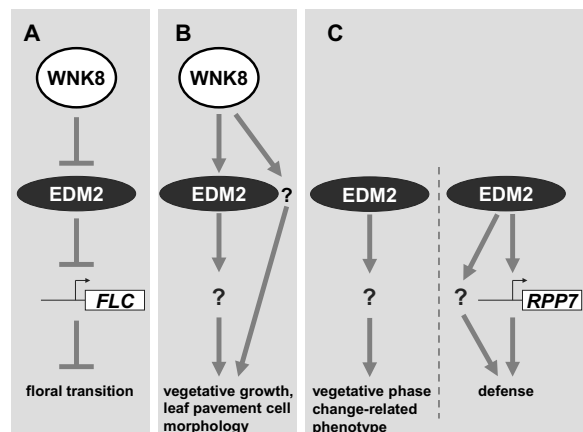 A
WNK8
EDM2
FLC
floral transition
B
WNK8
EDM2
?
?
vegetative growth,
leaf pavement cell
morphology
C
EDM2
?
vegetative phase
change-related
phenotype
EDM2
?
RPP7
defense